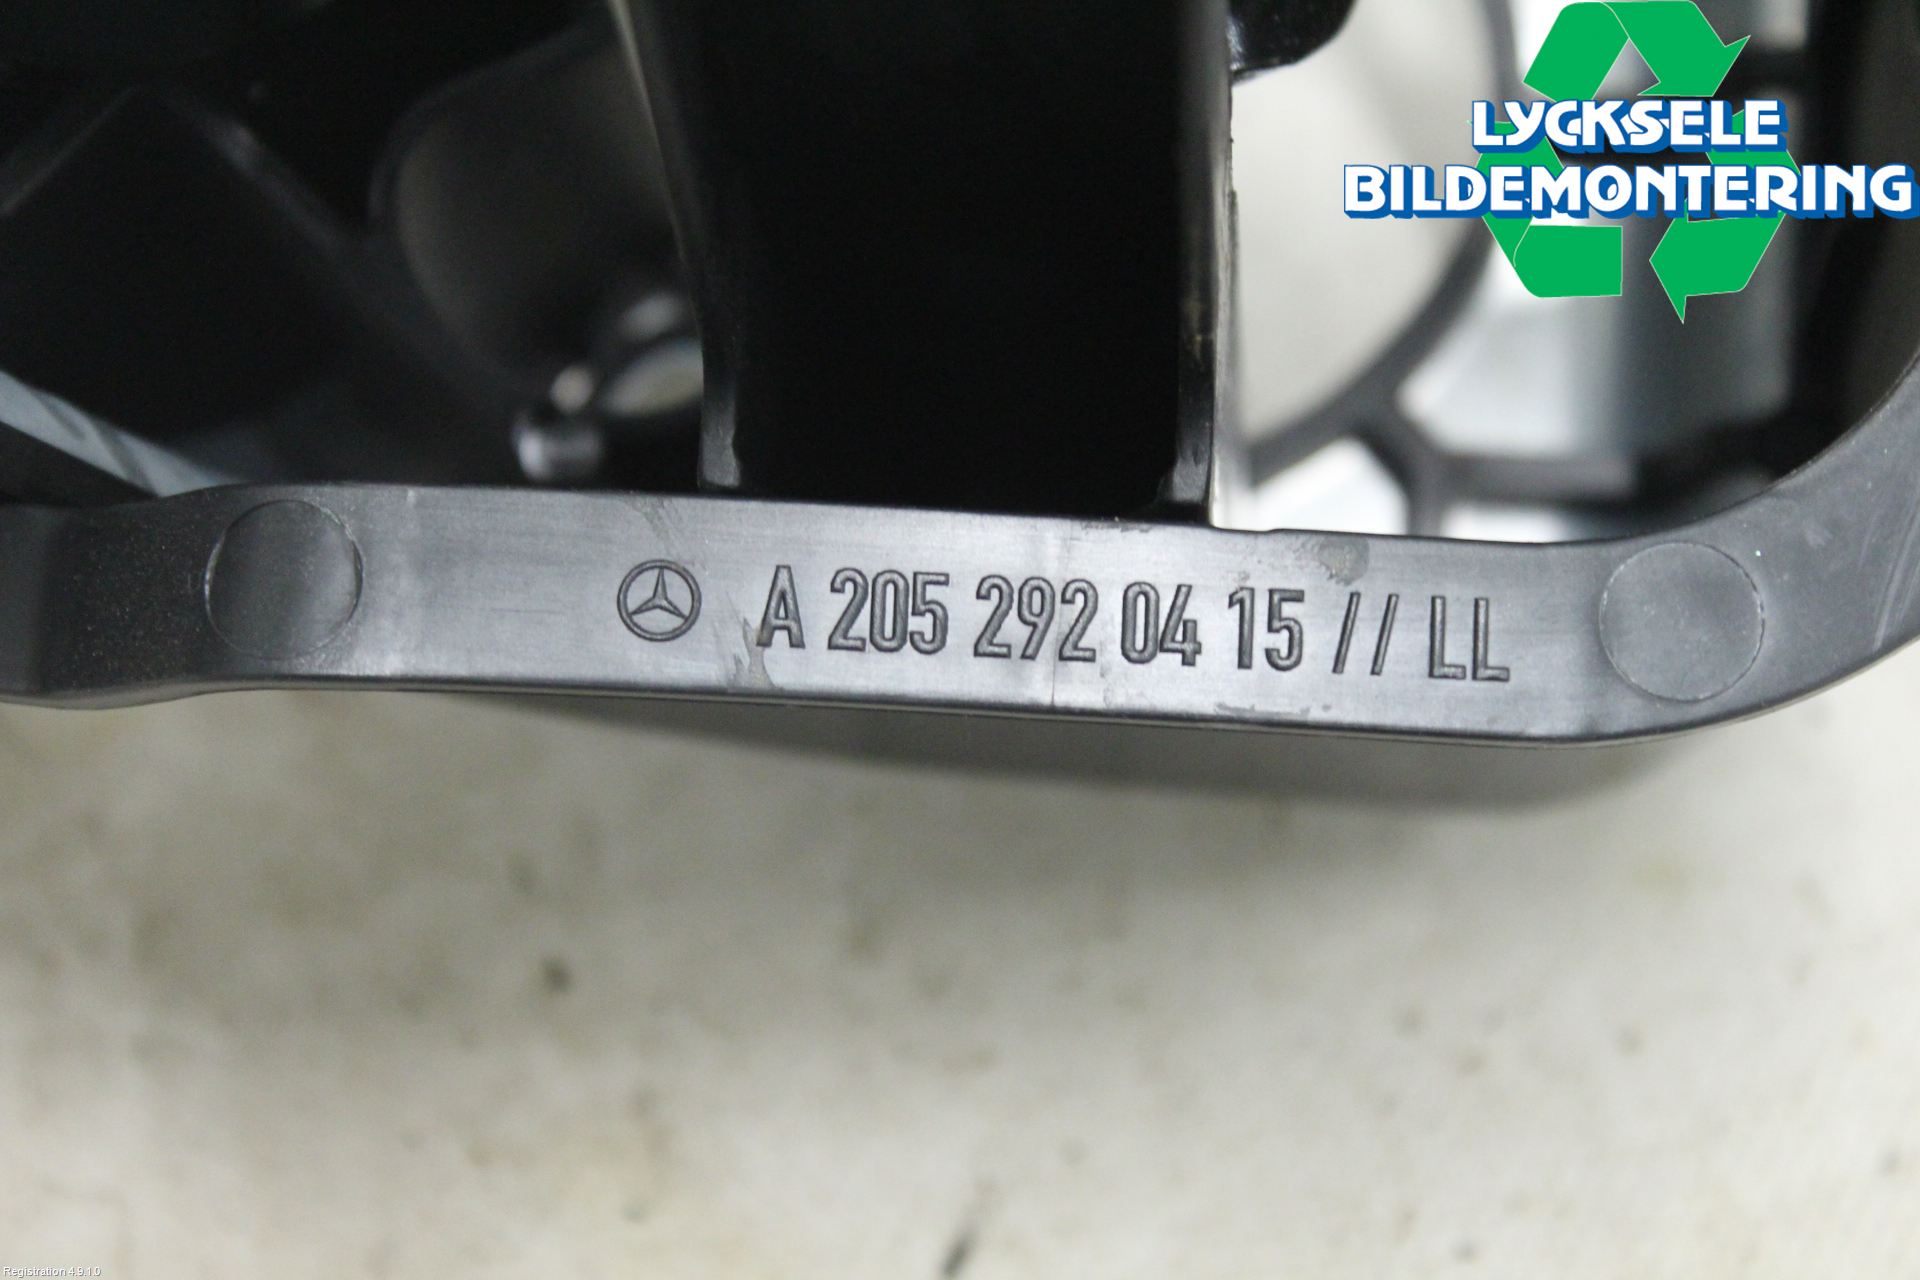 LYCKSELE
BILDEMONTERING
A 205 292 04 15 // LL
Registration 4.9.1.0